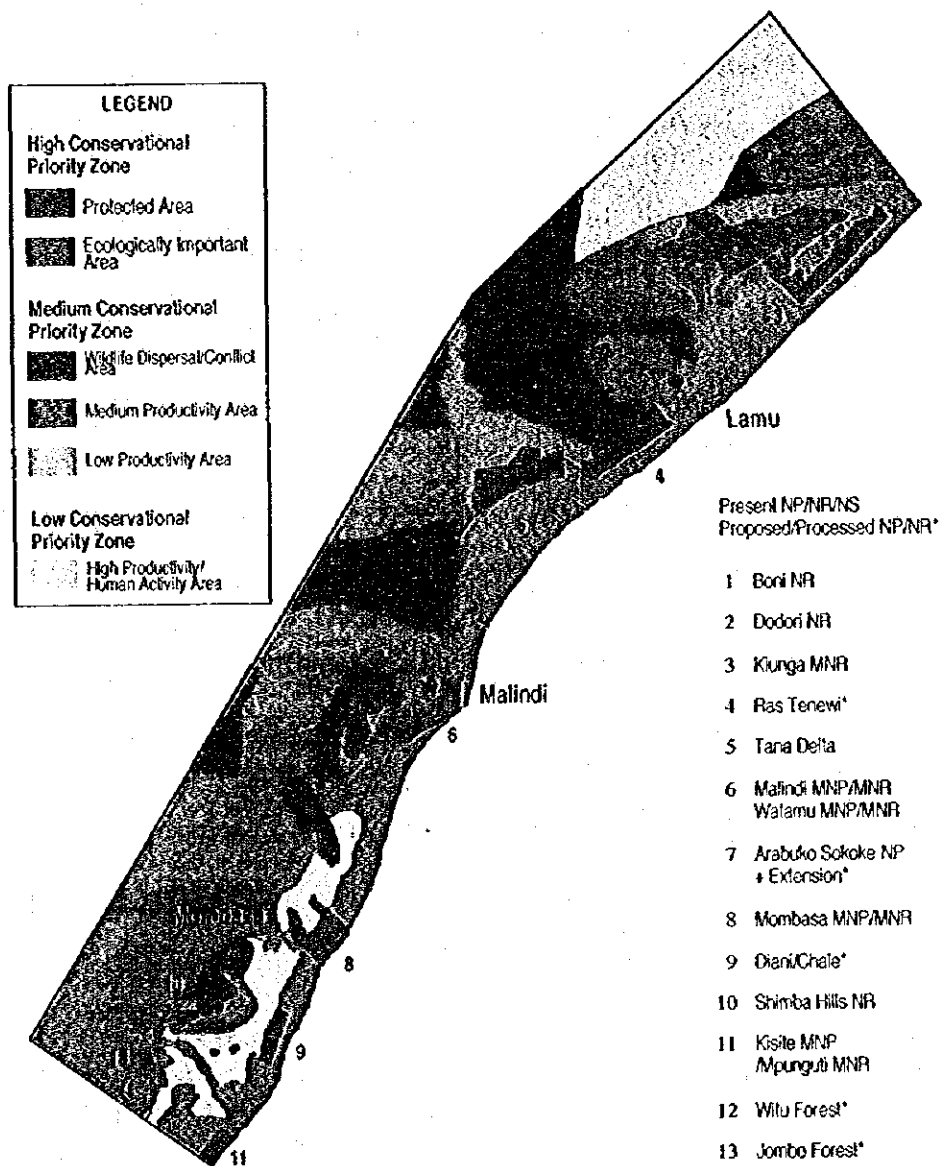 LEGEND
High Conservational
Priority Zone
Protected Area
Ecologically Important
Area
Medium Conservational
Priority Zone
Wildlife Dispersal/Conflict
Area
Medium Productivity Area
Low Productivity Area
Low Conservational
Priority Zone
High Productivity/
Human Activity Area
Lamu
4
Malindi
6
8
9
11
Present NP/NR/NS
Proposed/Processed NP/NR*
1 Boni NR
2 Dodori NR
3 Kiunga MNR
4 Ras Tenewi*
5 Tana Delta
6 Malindi MNP/MNR
Watamu MNP/MNR
7 Arabuko Sokoke NP
+ Extension*
8 Mombasa MNP/MNR
9 Diani/Chale*
10 Shimba Hills NR
11 Kisite MNP
/Mpunguti MNR
12 Witu Forest*
13 Jombo Forest*